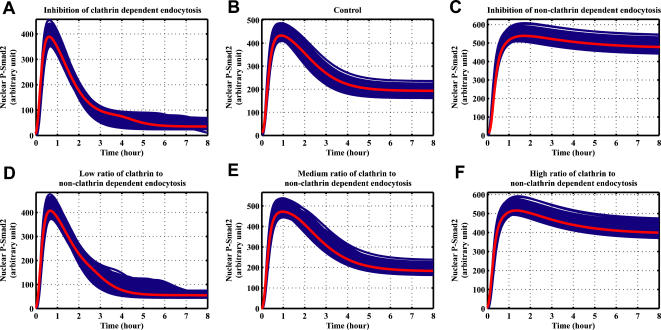 A
Inhibition of clathrin dependent endocytosis
Nuclear P-Smad2
(arbitrary unit)
400
300
200
100
0
0 1 2 3 4 5 6 7 8
Time (hour)
B
Control
Nuclear P-Smad2
(arbitrary unit)
500
400
300
200
100
0
0 1 2 3 4 5 6 7 8
Time (hour)
C
Inhibition of non-clathrin dependent endocytosis
Nuclear P-Smad2
(arbitrary unit)
600
500
400
300
200
100
0
0 1 2 3 4 5 6 7 8
Time (hour)
D
Low ratio of clathrin to
non-clathrin dependent endocytosis
Nuclear P-Smad2
(arbitrary unit)
400
300
200
100
0
0 1 2 3 4 5 6 7 8
Time (hour)
E
Medium ratio of clathrin to
non-clathrin dependent endocytosis
Nuclear P-Smad2
(arbitrary unit)
500
400
300
200
100
0
0 1 2 3 4 5 6 7 8
Time (hour)
F
High ratio of clathrin to
non-clathrin dependent endocytosis
Nuclear P-Smad2
(arbitrary unit)
600
500
400
300
200
100
0
0 1 2 3 4 5 6 7 8
Time (hour)